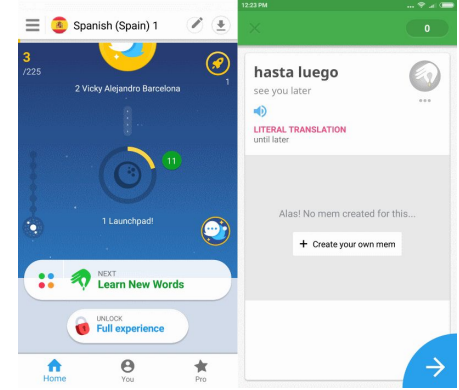 Spanish (Spain) 1
3
/225
1
2 Vicky Alejandro Barcelona
11
1 Launchpad!
NEXT
Learn New Words
UNLOCK
Full experience
Home
You
Pro
12:23 PM
0
hasta luego
see you later
LITERAL TRANSLATION
until later
Alas! No mem created for this...
+ Create your own mem